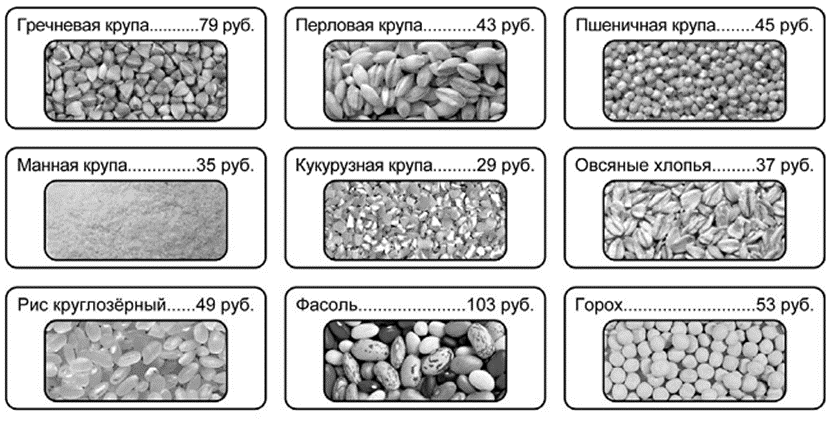 Гречневая крупа...........79 руб.
Перловая крупа..........43 руб.
Пшеничная крупа........45 руб.
Манная крупа..............35 руб.
Кукурузная крупа........29 руб.
Овсяные хлопья.........37 руб.
Рис круглозёрный......49 руб.
Фасоль.....................103 руб.
Горох..........................53 руб.